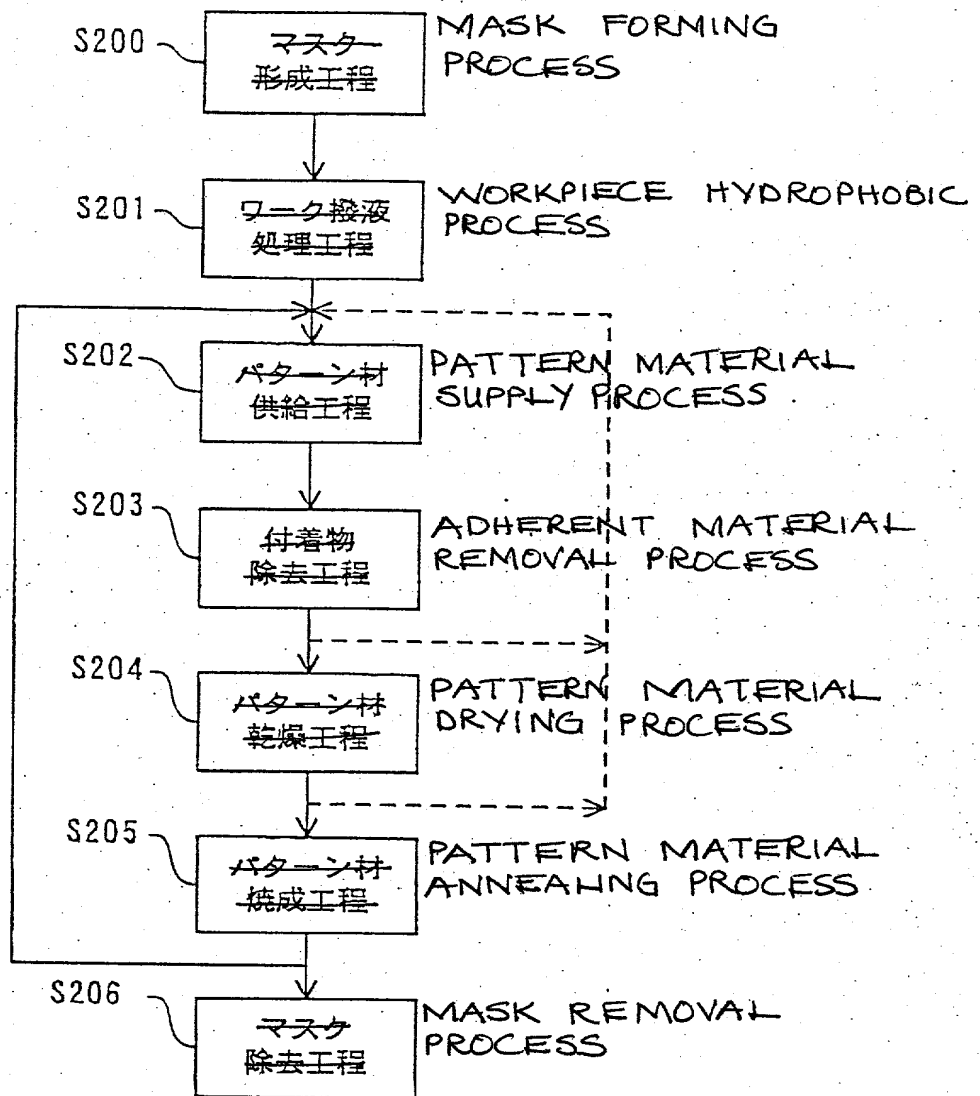 S200
マスター
形成工程
MASK FORMING
PROCESS
S201
ワーク撥液
処理工程
WORKPIECE HYDROPHOBIC
PROCESS
S202
パターン材
供給工程
PATTERN MATERIAL
SUPPLY PROCESS
S203
付着物
除去工程
ADHERENT MATERIAL
REMOVAL PROCESS
S204
パターン材
乾燥工程
PATTERN MATERIAL
DRYING PROCESS
S205
パターン材
焼成工程
PATTERN MATERIAL
ANNEALING PROCESS
S206
マスク
除去工程
MASK REMOVAL
PROCESS